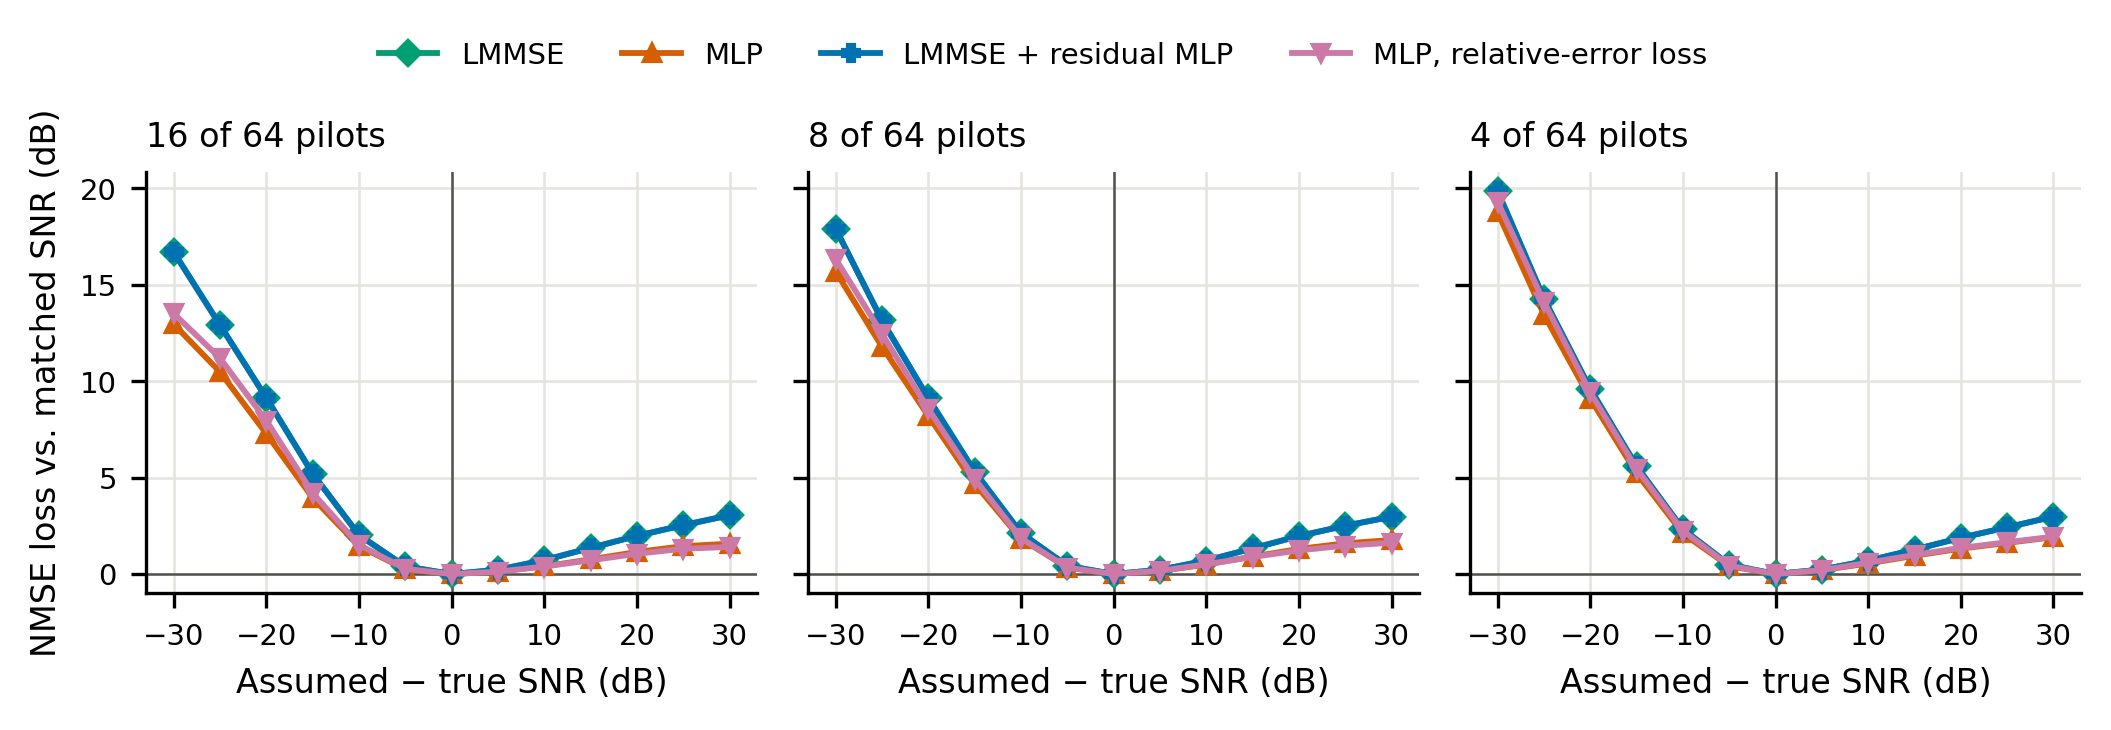 LMMSE MLP LMMSE + residual MLP MLP, relative-error loss
NMSE loss vs. matched SNR (dB)
16 of 64 pilots
20
15
10
5
0
−30 −20 −10 0 10 20 30
Assumed − true SNR (dB)
8 of 64 pilots
−30 −20 −10 0 10 20 30
Assumed − true SNR (dB)
4 of 64 pilots
−30 −20 −10 0 10 20 30
Assumed − true SNR (dB)